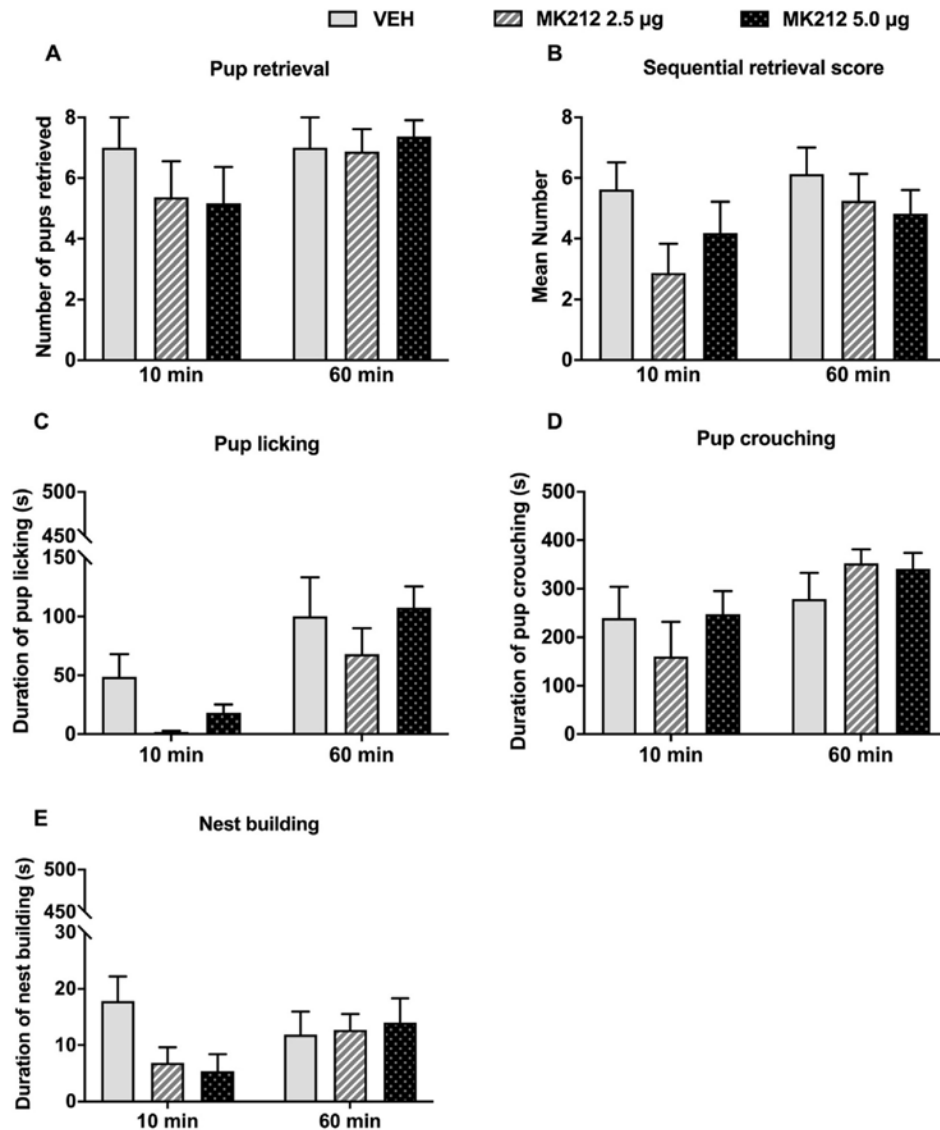 VEH MK212 2.5 µg MK212 5.0 µg
A
Pup retrieval
Number of pups retrieved
8
6
4
2
0
10 min 60 min
B
Sequential retrieval score
Mean Number
8
6
4
2
0
10 min 60 min
C
Pup licking
Duration of pup licking (s)
500
450
150
100
50
0
10 min 60 min
D
Pup crouching
Duration of pup crouching (s)
500
400
300
200
100
0
10 min 60 min
E
Nest building
Duration of nest building (s)
500
450
30
20
10
0
10 min 60 min